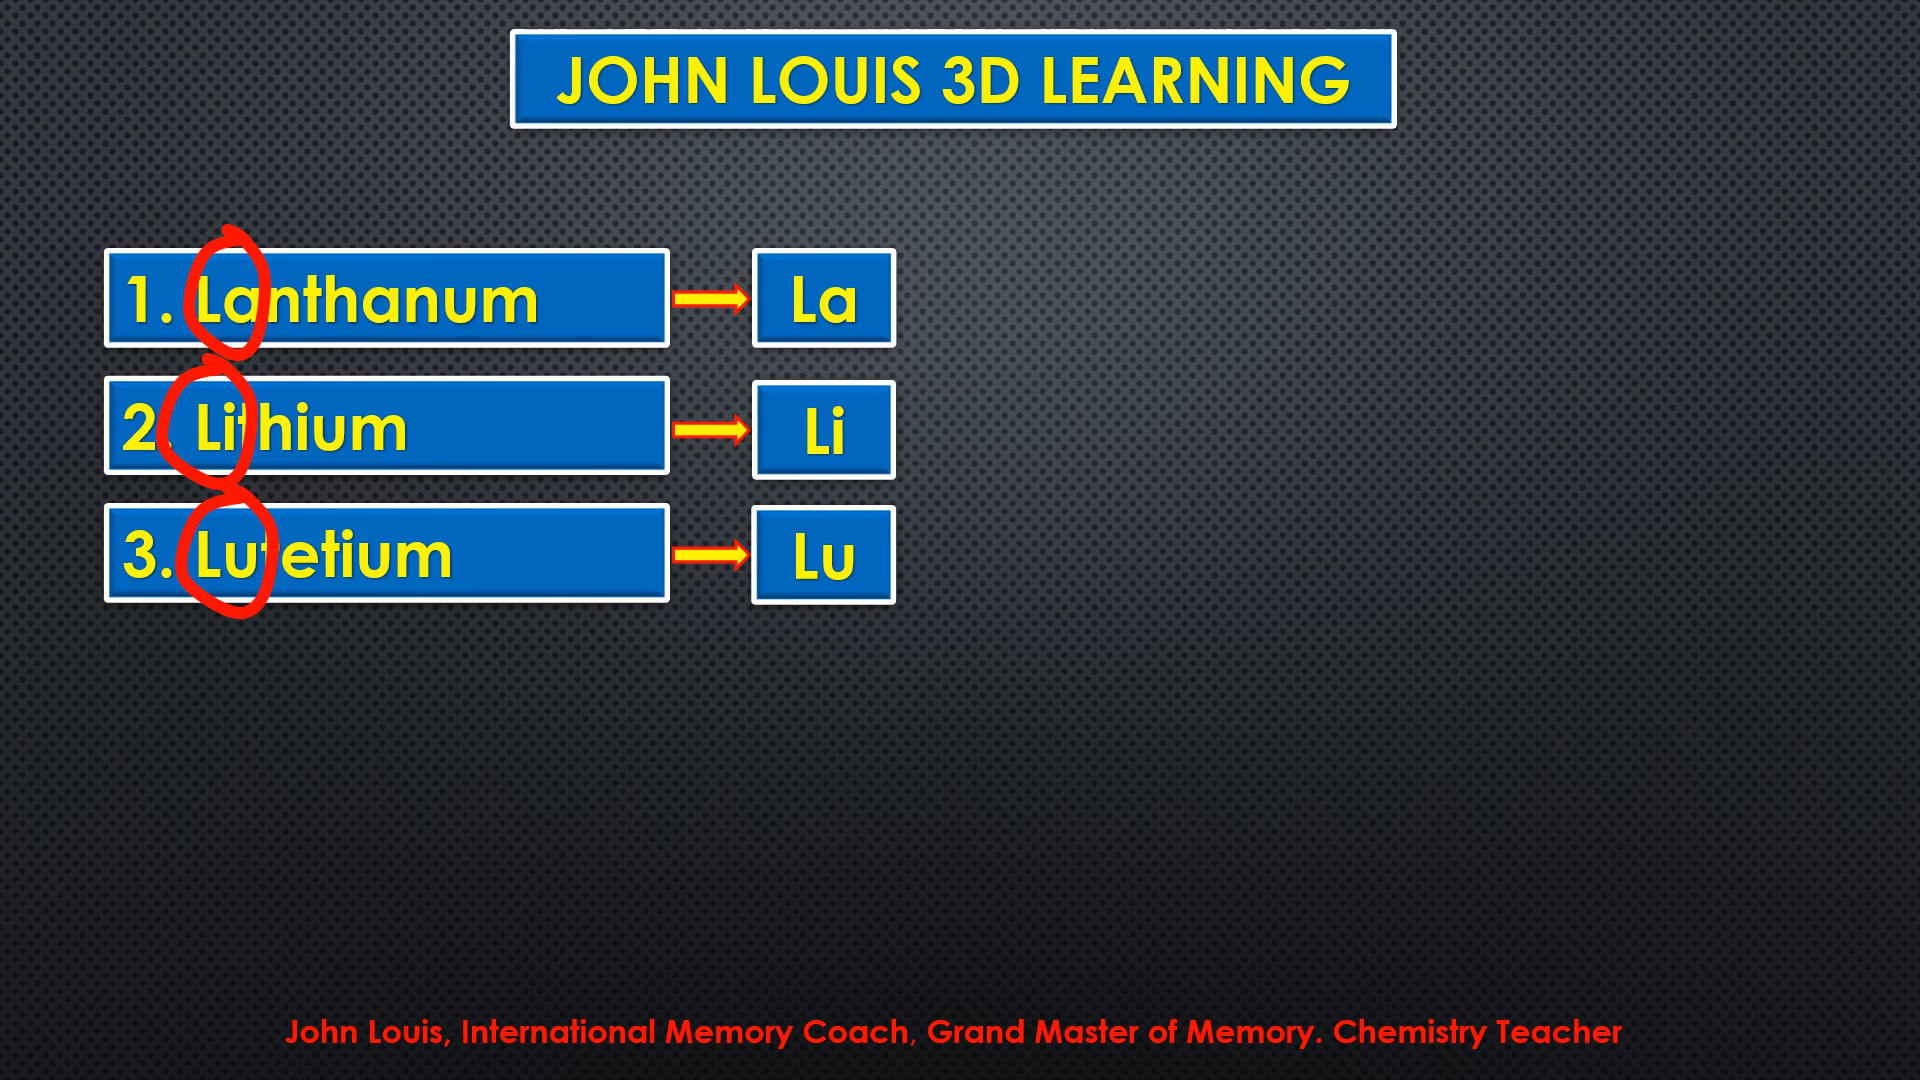 JOHN LOUIS 3D LEARNING
1. Lanthanum
La
2. Lithium
Li
3. Lutetium
Lu
John Louis, International Memory Coach, Grand Master of Memory. Chemistry Teacher